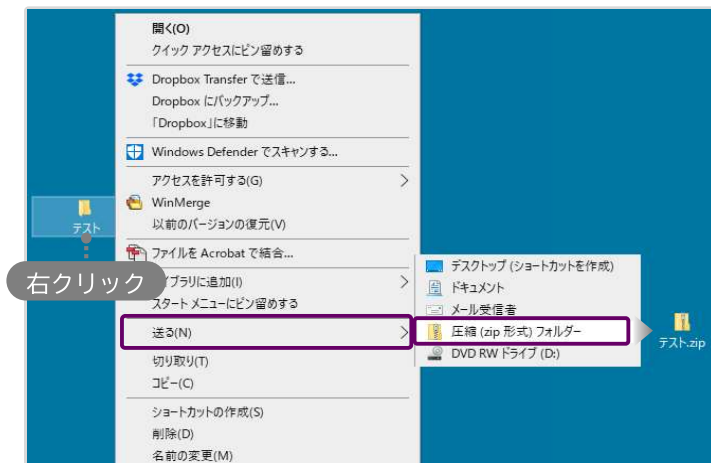 開く(O)
クイック アクセスにピン留めする
Dropbox Transfer で送信...
Dropbox にバックアップ...
「Dropbox」に移動
Windows Defender でスキャンする...
アクセスを許可する(G)
WinMerge
以前のバージョンの復元(V)
テスト
ファイルを Acrobat で結合...
右クリック
イブラリに追加(I)
スタート メニューにピン留めする
送る(N)
切り取り(T)
コピー(C)
ショートカットの作成(S)
削除(D)
名前の変更(M)
デスクトップ (ショートカットを作成)
ドキュメント
メール受信者
圧縮 (zip 形式) フォルダー
DVD RW ドライブ (D:)
テスト.zip